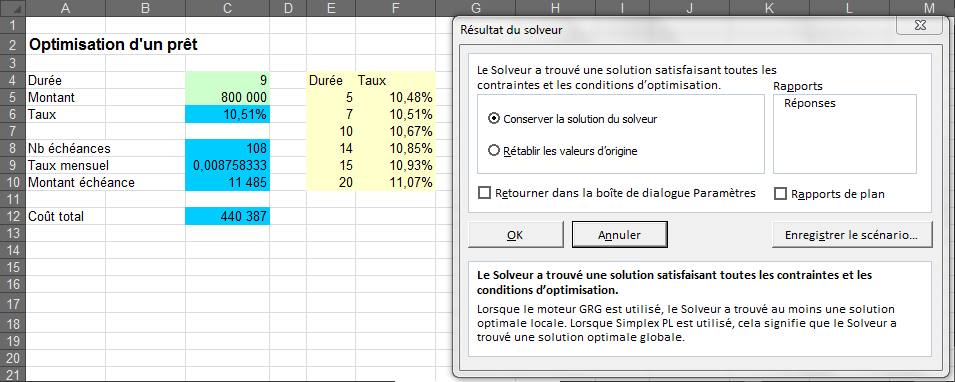 A B C D E F G H I J K L M
1
2 Optimisation d'un prêt
3
4 Durée 9 Durée Taux
5 Montant 800 000 5 10,48%
6 Taux 10,51% 7 10,51%
7 10 10,67%
8 Nb échéances 108 14 10,85%
9 Taux mensuel 0,008758333 15 10,93%
10 Montant échéance 11 485 20 11,07%
11
12 Coût total 440 387
13
14
15
16
17
18
19
20
21
Résultat du solveur
Le Solveur a trouvé une solution satisfaisant toutes les
contraintes et les conditions d'optimisation.
Rapports
Réponses
Conserver la solution du solveur
Rétablir les valeurs d'origine
Retourner dans la boîte de dialogue Paramètres
Rapports de plan
OK
Annuler
Enregistrer le scénario...
Le Solveur a trouvé une solution satisfaisant toutes les contraintes et les
conditions d'optimisation.
Lorsque le moteur GRG est utilisé, le Solveur a trouvé au moins une solution
optimale locale. Lorsque Simplex PL est utilisé, cela signifie que le Solveur a
trouvé une solution optimale globale.